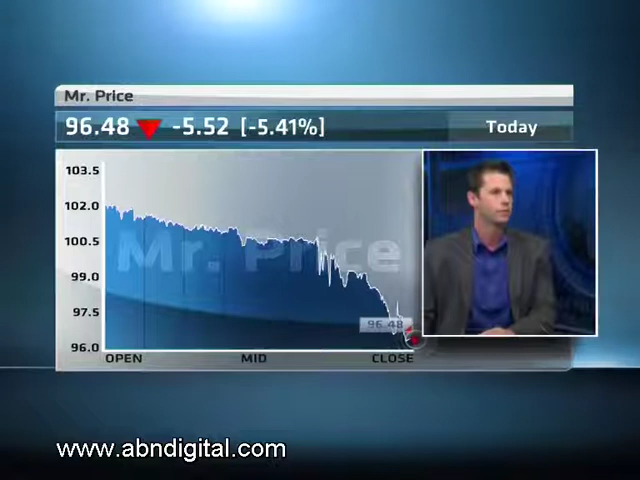 Mr. Price
96.48 -5.52 [-5.41%] Today
103.5
102.0
100.5
99.0
97.5
96.0
Mr. Price
96.48
OPEN MID CLOSE
www.abndigital.com